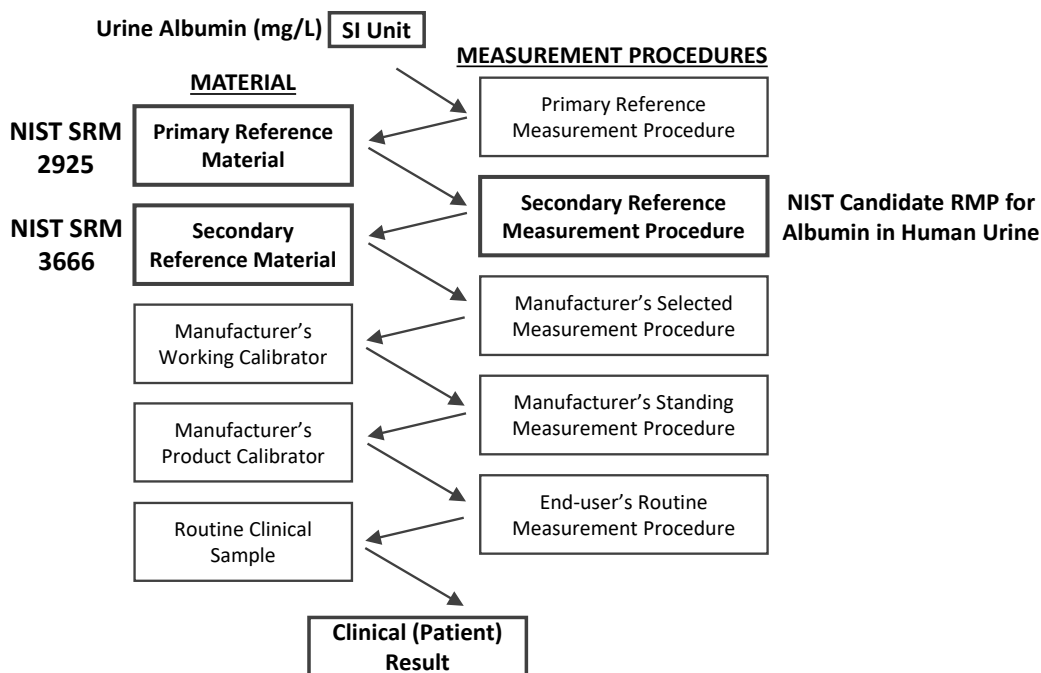 Urine Albumin (mg/L) SI Unit
MEASUREMENT PROCEDURES
MATERIAL
Primary Reference
Measurement Procedure
NIST SRM
2925
Primary Reference
Material
Secondary Reference
Measurement Procedure
NIST Candidate RMP for
Albumin in Human Urine
NIST SRM
3666
Secondary
Reference Material
Manufacturer's Selected
Measurement Procedure
Manufacturer's
Working Calibrator
Manufacturer's Standing
Measurement Procedure
Manufacturer's
Product Calibrator
End-user's Routine
Measurement Procedure
Routine Clinical
Sample
Clinical (Patient)
Result